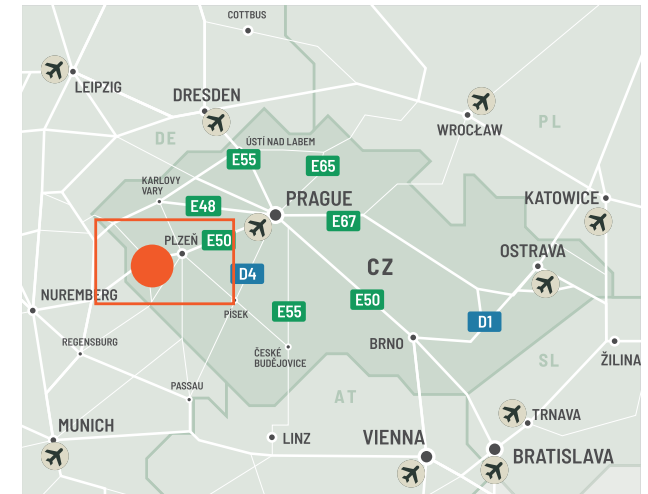 COTTBUS
LEIPZIG
DRESDEN
WROCŁAW
PL
DE
ÚSTÍ NAD LABEM
E55
E65
KARLOVY
VARY
E48
PRAGUE
E67
KATOWICE
PLZEŇ
E50
D4
CZ
OSTRAVA
NUREMBERG
E50
PÍSEK
E55
D1
REGENSBURG
ČESKÉ
BUDĚJOVICE
BRNO
SL
ŽILINA
PASSAU
AT
MUNICH
LINZ
VIENNA
TRNAVA
BRATISLAVA